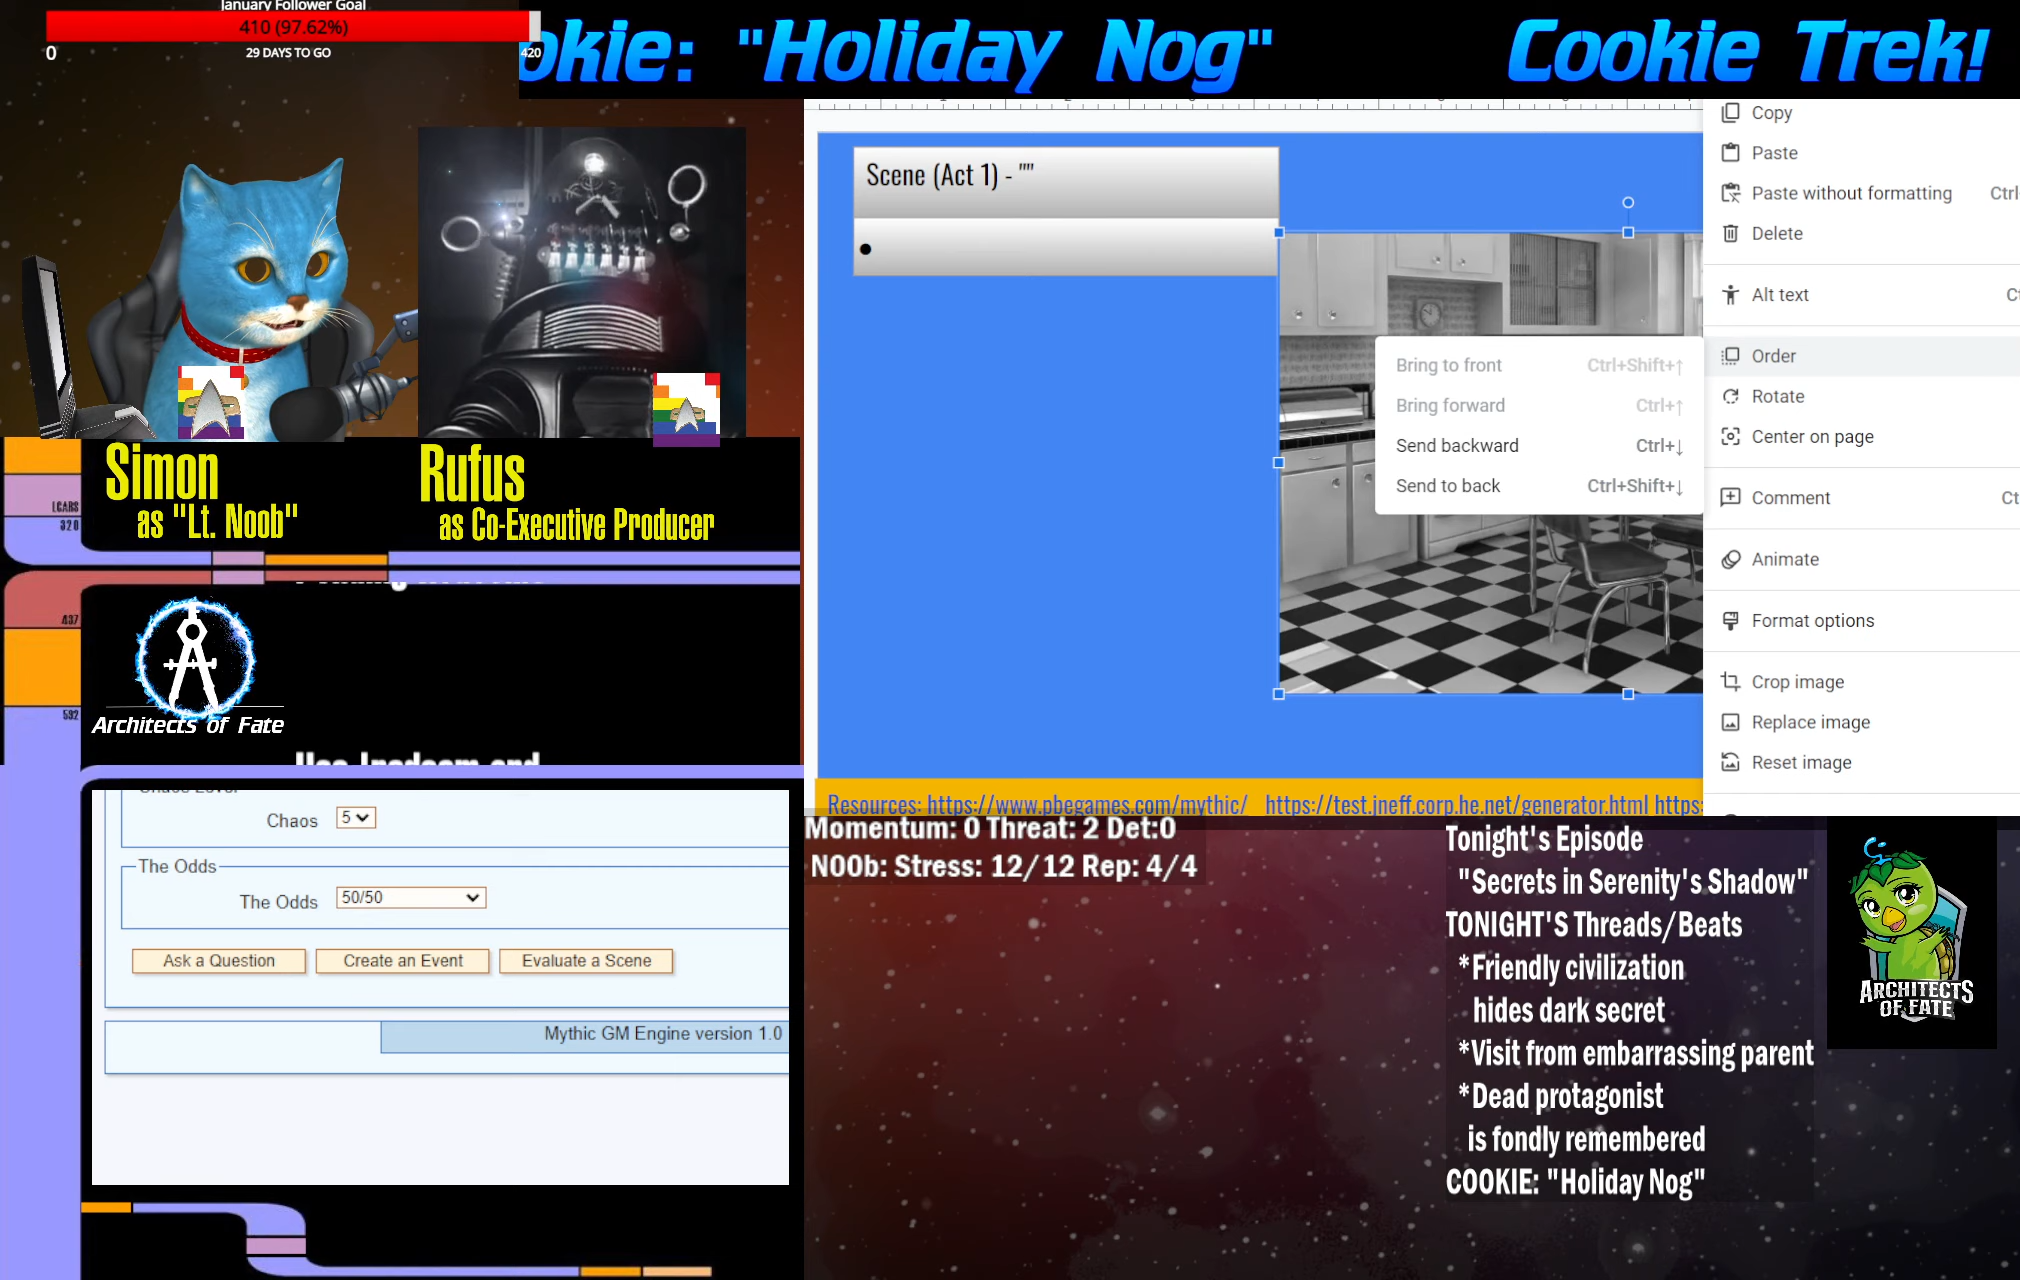 January Follower Goal
410 (97.62%)
0
29 DAYS TO GO
420
okie: "Holiday Nog"
Cookie Trek!
Scene (Act 1) - ""
●
Copy
Paste
Paste without formatting
Delete
Alt text
Order
Rotate
Center on page
Comment
Animate
Format options
Crop image
Replace image
Reset image
Bring to front Ctrl+Shift+↑
Bring forward Ctrl+↑
Send backward Ctrl+↓
Send to back Ctrl+Shift+↓
Simon
as "Lt. Noob"
Rufus
as Co-Executive Producer
LCARS
320
437
592
Architects of Fate
Chaos 5
The Odds
The Odds 50/50
Ask a Question Create an Event Evaluate a Scene
Mythic GM Engine version 1.0
Resources: https://www.pbegames.com/mythic/ https://test.jneff.corp.he.net/generator.html https:
Momentum: 0 Threat: 2 Det:0
N00b: Stress: 12/12 Rep: 4/4
Tonight's Episode
"Secrets in Serenity's Shadow"
TONIGHT'S Threads/Beats
*Friendly civilization
hides dark secret
*Visit from embarrassing parent
*Dead protagonist
is fondly remembered
COOKIE: "Holiday Nog"
ARCHITECTS
OF FATE